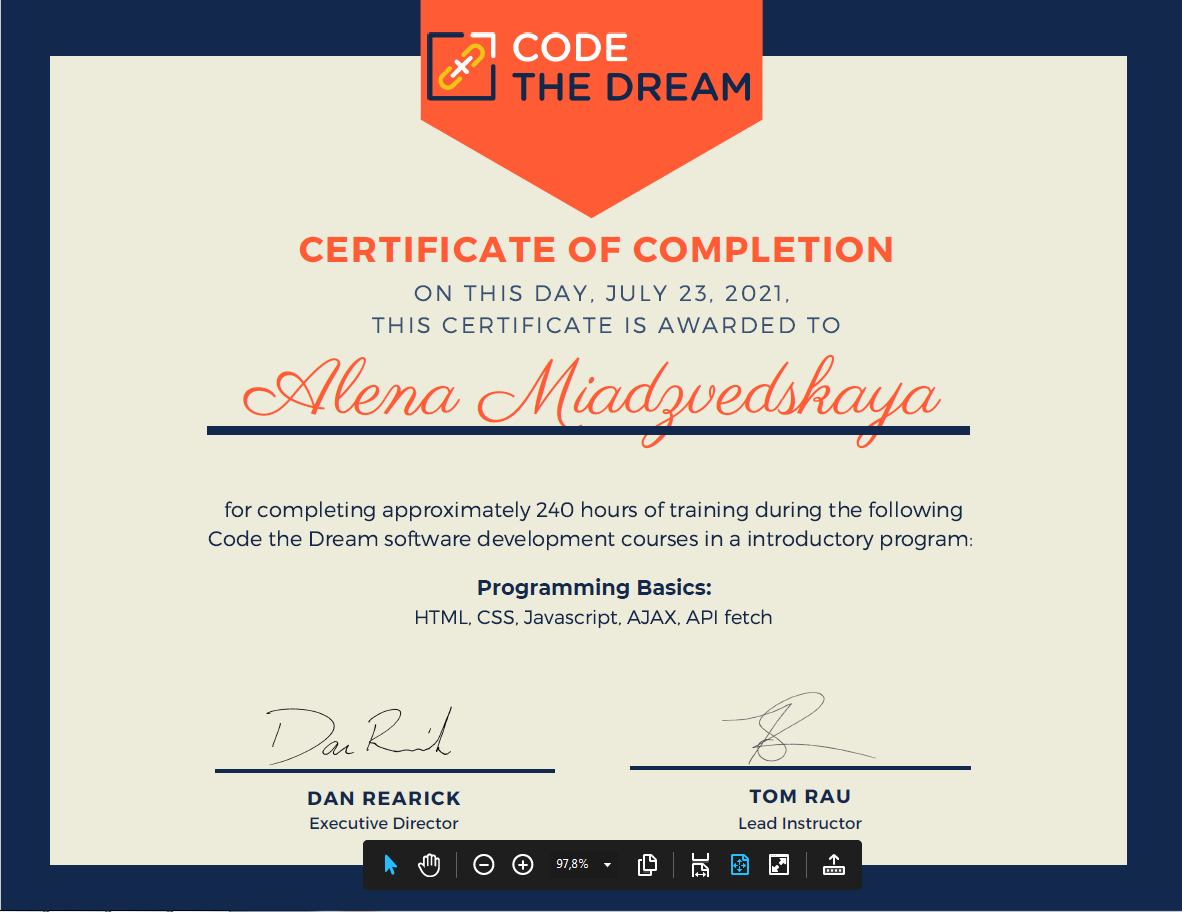 CODE
THE DREAM
CERTIFICATE OF COMPLETION
ON THIS DAY, JULY 23, 2021,
THIS CERTIFICATE IS AWARDED TO
Alena Miadzvedskaya
for completing approximately 240 hours of training during the following
Code the Dream software development courses in a introductory program:
Programming Basics:
HTML, CSS, Javascript, AJAX, API fetch
Dan Rearick
DAN REARICK
Executive Director
TOM RAU
Lead Instructor
97,8%